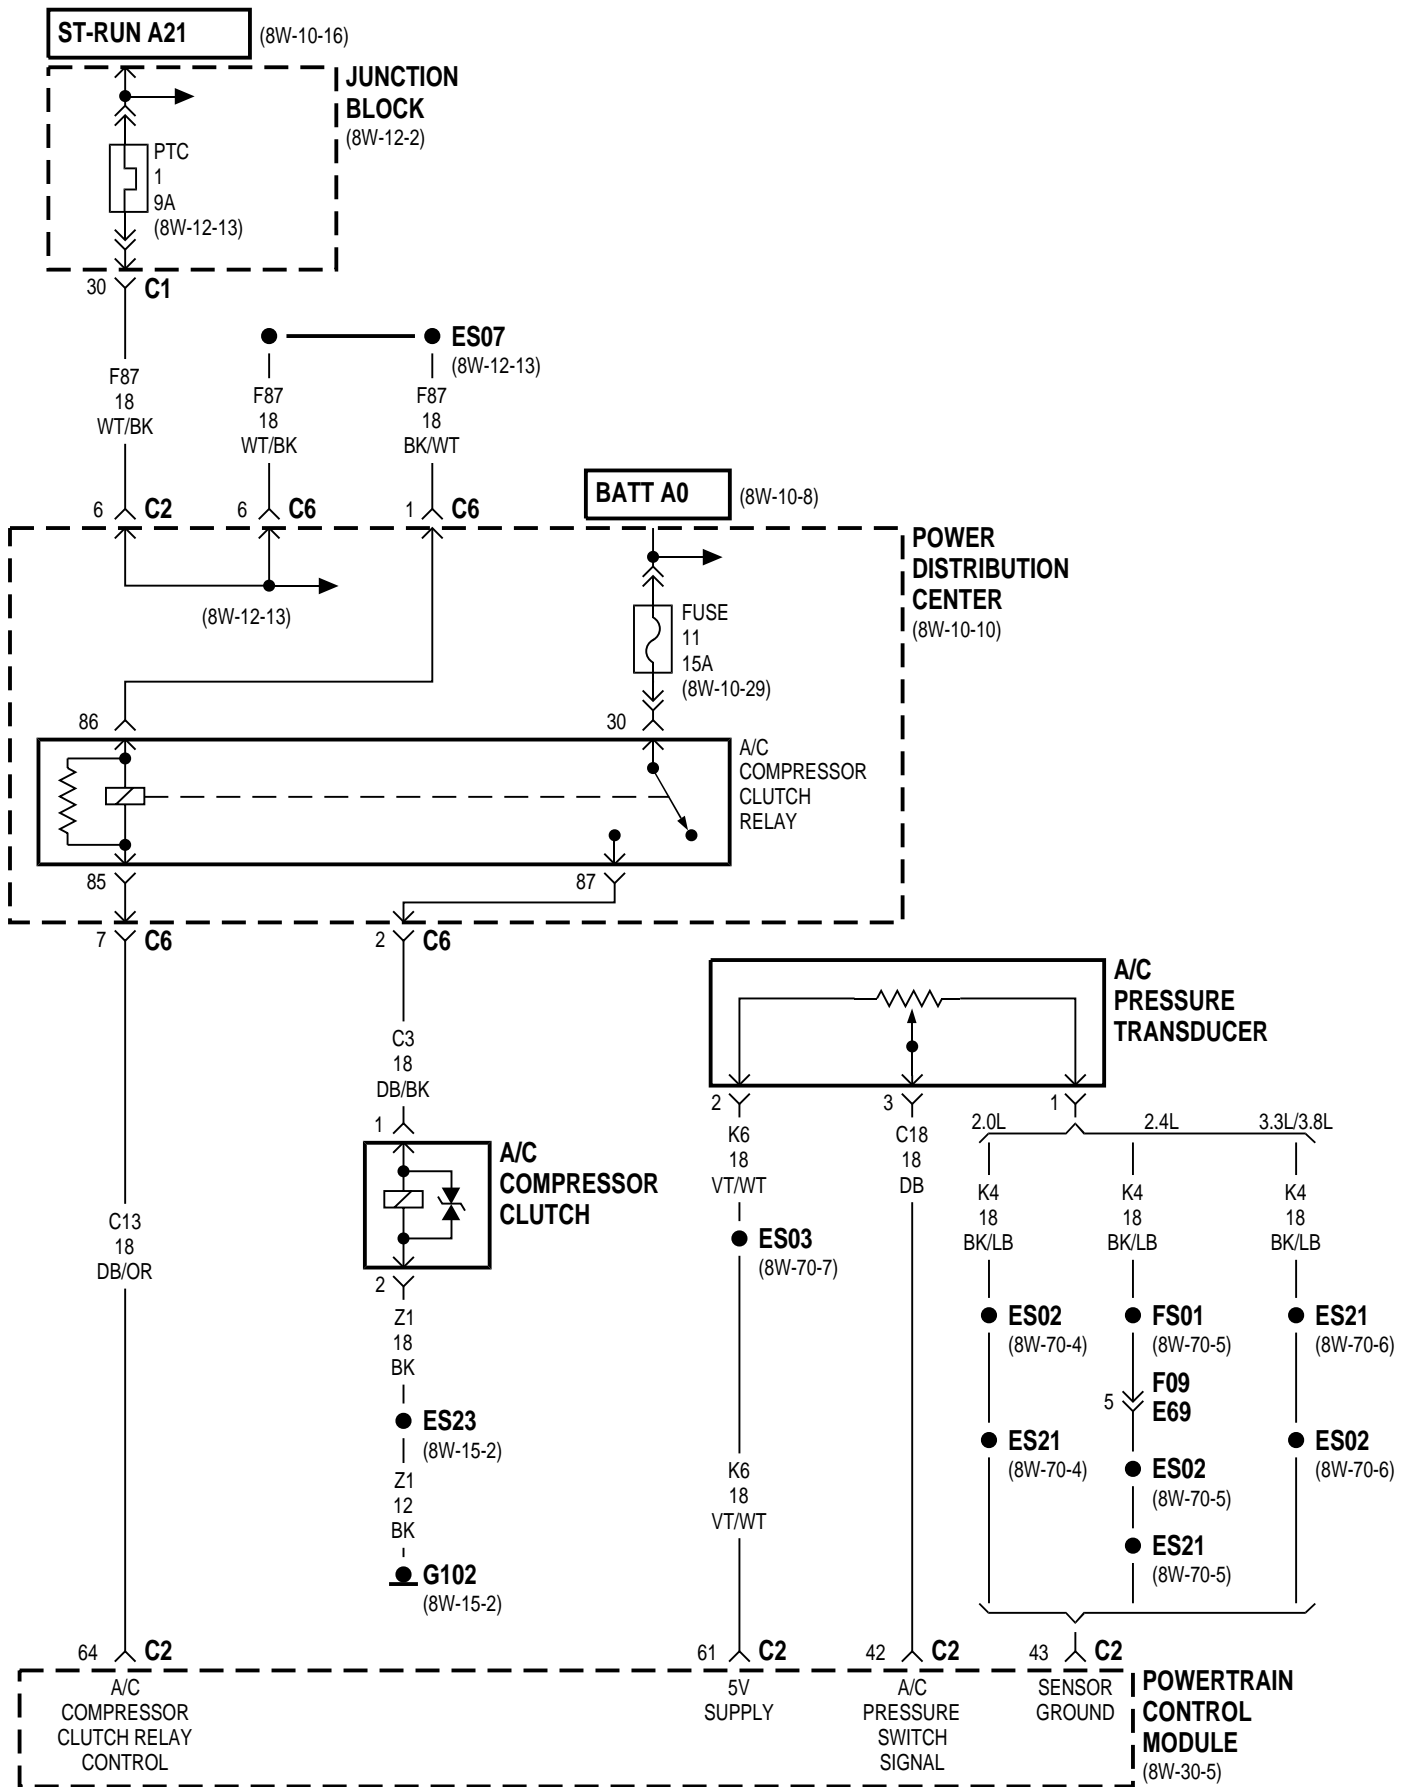 ST-RUN A21
(8W-10-16)
JUNCTION
BLOCK
(8W-12-2)
PTC
1
9A
(8W-12-13)
30
C1
ES07
(8W-12-13)
F87
18
WT/BK
F87
18
WT/BK
F87
18
BK/WT
6
C2
6
C6
1
C6
BATT A0
(8W-10-8)
POWER
DISTRIBUTION
CENTER
(8W-10-10)
(8W-12-13)
FUSE
11
15A
(8W-10-29)
86
30
A/C
COMPRESSOR
CLUTCH
RELAY
85
87
7
C6
2
C6
A/C
PRESSURE
TRANSDUCER
C3
18
DB/BK
1
A/C
COMPRESSOR
CLUTCH
2
Z1
18
BK
ES23
(8W-15-2)
Z1
12
BK
G102
(8W-15-2)
C13
18
DB/OR
2
3
1
K6
18
VT/WT
ES03
(8W-70-7)
K6
18
VT/WT
C18
18
DB
2.0L
2.4L
3.3L/3.8L
K4
18
BK/LB
K4
18
BK/LB
K4
18
BK/LB
ES02
(8W-70-4)
FS01
(8W-70-5)
ES21
(8W-70-6)
5
F09
E69
ES21
(8W-70-4)
ES02
(8W-70-5)
ES02
(8W-70-6)
ES21
(8W-70-5)
64
C2
61
C2
42
C2
43
C2
A/C
COMPRESSOR
CLUTCH RELAY
CONTROL
5V
SUPPLY
A/C
PRESSURE
SWITCH
SIGNAL
SENSOR
GROUND
POWERTRAIN
CONTROL
MODULE
(8W-30-5)